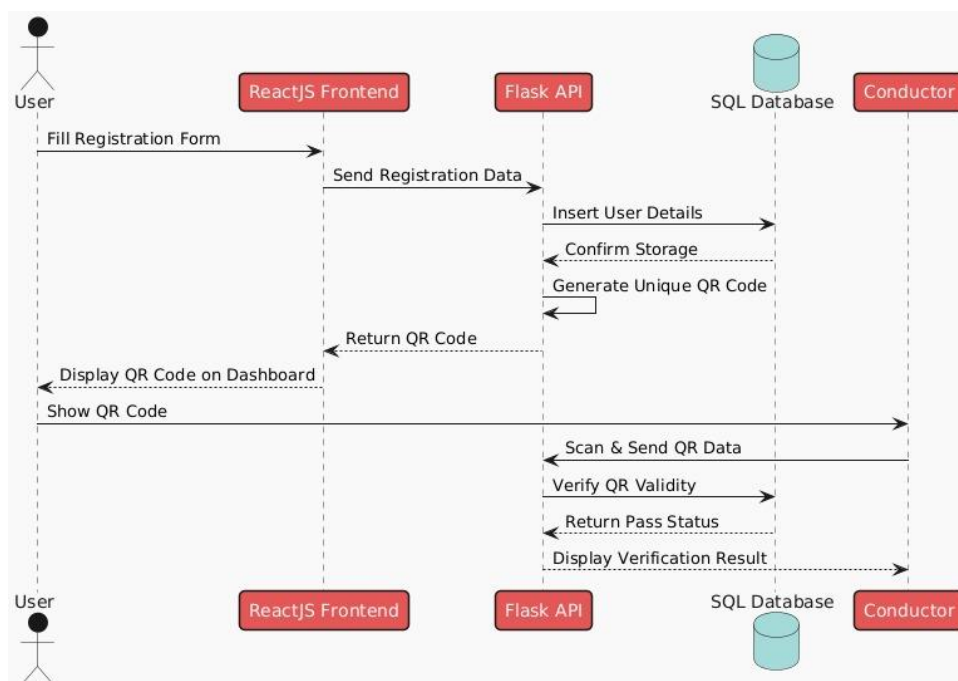 User
ReactJS Frontend
Flask API
SQL Database
Conductor
Fill Registration Form
Send Registration Data
Insert User Details
Confirm Storage
Generate Unique QR Code
Return QR Code
Display QR Code on Dashboard
Show QR Code
Scan & Send QR Data
Verify QR Validity
Return Pass Status
Display Verification Result
User
ReactJS Frontend
Flask API
SQL Database
Conductor